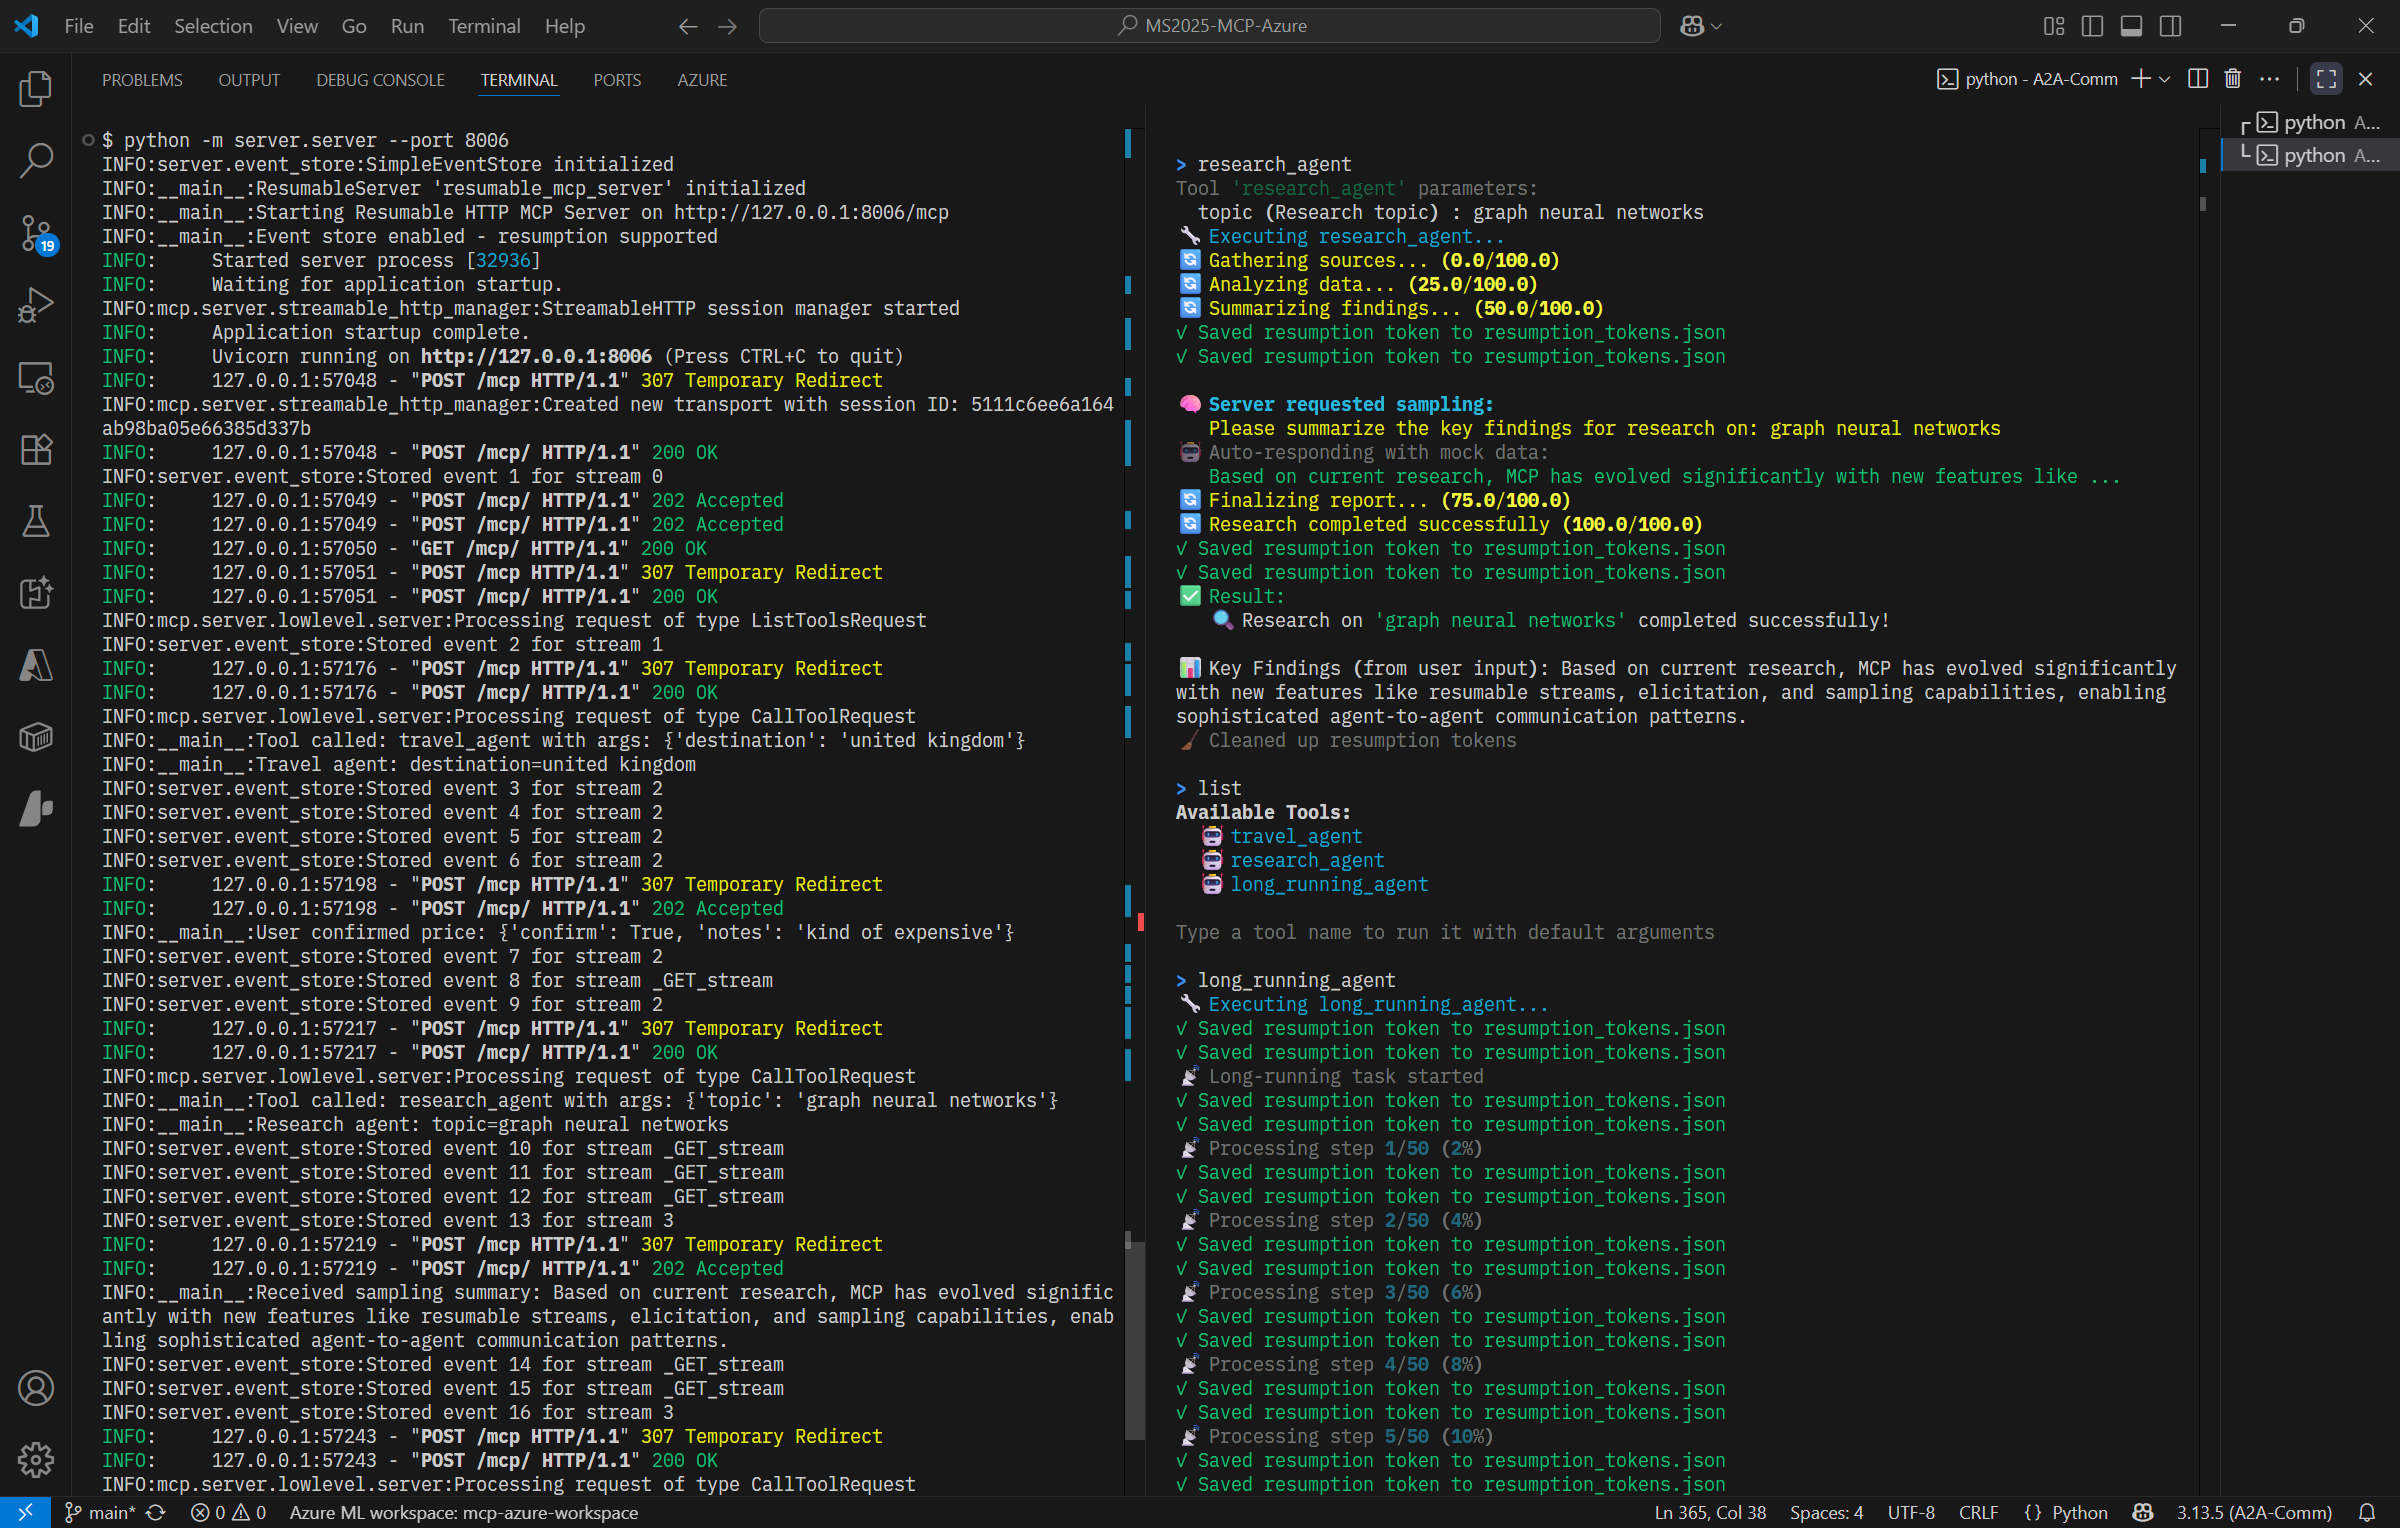 File Edit Selection View Go Run Terminal Help
MS2025-MCP-Azure
PROBLEMS OUTPUT DEBUG CONSOLE TERMINAL PORTS AZURE
python - A2A-Comm
19
$ python -m server.server --port 8006
INFO:server.event_store:SimpleEventStore initialized
INFO:__main__:ResumableServer 'resumable_mcp_server' initialized
INFO:__main__:Starting Resumable HTTP MCP Server on http://127.0.0.1:8006/mcp
INFO:__main__:Event store enabled - resumption supported
INFO:     Started server process [32936]
INFO:     Waiting for application startup.
INFO:mcp.server.streamable_http_manager:StreamableHTTP session manager started
INFO:     Application startup complete.
INFO:     Uvicorn running on http://127.0.0.1:8006 (Press CTRL+C to quit)
INFO:     127.0.0.1:57048 - "POST /mcp HTTP/1.1" 307 Temporary Redirect
INFO:mcp.server.streamable_http_manager:Created new transport with session ID: 5111c6ee6a164
ab98ba05e66385d337b
INFO:     127.0.0.1:57048 - "POST /mcp/ HTTP/1.1" 200 OK
INFO:server.event_store:Stored event 1 for stream 0
INFO:     127.0.0.1:57049 - "POST /mcp/ HTTP/1.1" 202 Accepted
INFO:     127.0.0.1:57049 - "POST /mcp/ HTTP/1.1" 202 Accepted
INFO:     127.0.0.1:57050 - "GET /mcp/ HTTP/1.1" 200 OK
INFO:     127.0.0.1:57051 - "POST /mcp HTTP/1.1" 307 Temporary Redirect
INFO:     127.0.0.1:57051 - "POST /mcp/ HTTP/1.1" 200 OK
INFO:mcp.server.lowlevel.server:Processing request of type ListToolsRequest
INFO:server.event_store:Stored event 2 for stream 1
INFO:     127.0.0.1:57176 - "POST /mcp HTTP/1.1" 307 Temporary Redirect
INFO:     127.0.0.1:57176 - "POST /mcp/ HTTP/1.1" 200 OK
INFO:mcp.server.lowlevel.server:Processing request of type CallToolRequest
INFO:__main__:Tool called: travel_agent with args: {'destination': 'united kingdom'}
INFO:__main__:Travel agent: destination=united kingdom
INFO:server.event_store:Stored event 3 for stream 2
INFO:server.event_store:Stored event 4 for stream 2
INFO:server.event_store:Stored event 5 for stream 2
INFO:server.event_store:Stored event 6 for stream 2
INFO:     127.0.0.1:57198 - "POST /mcp HTTP/1.1" 307 Temporary Redirect
INFO:     127.0.0.1:57198 - "POST /mcp/ HTTP/1.1" 202 Accepted
INFO:__main__:User confirmed price: {'confirm': True, 'notes': 'kind of expensive'}
INFO:server.event_store:Stored event 7 for stream 2
INFO:server.event_store:Stored event 8 for stream _GET_stream
INFO:server.event_store:Stored event 9 for stream 2
INFO:     127.0.0.1:57217 - "POST /mcp HTTP/1.1" 307 Temporary Redirect
INFO:     127.0.0.1:57217 - "POST /mcp/ HTTP/1.1" 200 OK
INFO:mcp.server.lowlevel.server:Processing request of type CallToolRequest
INFO:__main__:Tool called: research_agent with args: {'topic': 'graph neural networks'}
INFO:__main__:Research agent: topic=graph neural networks
INFO:server.event_store:Stored event 10 for stream _GET_stream
INFO:server.event_store:Stored event 11 for stream _GET_stream
INFO:server.event_store:Stored event 12 for stream _GET_stream
INFO:server.event_store:Stored event 13 for stream 3
INFO:     127.0.0.1:57219 - "POST /mcp HTTP/1.1" 307 Temporary Redirect
INFO:     127.0.0.1:57219 - "POST /mcp/ HTTP/1.1" 202 Accepted
INFO:__main__:Received sampling summary: Based on current research, MCP has evolved signific
antly with new features like resumable streams, elicitation, and sampling capabilities, enab
ling sophisticated agent-to-agent communication patterns.
INFO:server.event_store:Stored event 14 for stream _GET_stream
INFO:server.event_store:Stored event 15 for stream _GET_stream
INFO:server.event_store:Stored event 16 for stream 3
INFO:     127.0.0.1:57243 - "POST /mcp HTTP/1.1" 307 Temporary Redirect
INFO:     127.0.0.1:57243 - "POST /mcp/ HTTP/1.1" 200 OK
INFO:mcp.server.lowlevel.server:Processing request of type CallToolRequest
> research_agent
Tool 'research_agent' parameters:
topic (Research topic) : graph neural networks
🔧 Executing research_agent...
🔄 Gathering sources... (0.0/100.0)
🔄 Analyzing data... (25.0/100.0)
🔄 Summarizing findings... (50.0/100.0)
√ Saved resumption token to resumption_tokens.json
√ Saved resumption token to resumption_tokens.json
🧠 Server requested sampling:
Please summarize the key findings for research on: graph neural networks
🤖 Auto-responding with mock data:
Based on current research, MCP has evolved significantly with new features like ...
🔄 Finalizing report... (75.0/100.0)
🔄 Research completed successfully (100.0/100.0)
√ Saved resumption token to resumption_tokens.json
√ Saved resumption token to resumption_tokens.json
✅ Result:
🔍 Research on 'graph neural networks' completed successfully!
📊 Key Findings (from user input): Based on current research, MCP has evolved significantly
with new features like resumable streams, elicitation, and sampling capabilities, enabling
sophisticated agent-to-agent communication patterns.
🧹 Cleaned up resumption tokens
> list
Available Tools:
🤖 travel_agent
🤖 research_agent
🤖 long_running_agent
Type a tool name to run it with default arguments
> long_running_agent
🔧 Executing long_running_agent...
√ Saved resumption token to resumption_tokens.json
√ Saved resumption token to resumption_tokens.json
📡 Long-running task started
√ Saved resumption token to resumption_tokens.json
√ Saved resumption token to resumption_tokens.json
📡 Processing step 1/50 (2%)
√ Saved resumption token to resumption_tokens.json
√ Saved resumption token to resumption_tokens.json
📡 Processing step 2/50 (4%)
√ Saved resumption token to resumption_tokens.json
√ Saved resumption token to resumption_tokens.json
📡 Processing step 3/50 (6%)
√ Saved resumption token to resumption_tokens.json
√ Saved resumption token to resumption_tokens.json
📡 Processing step 4/50 (8%)
√ Saved resumption token to resumption_tokens.json
√ Saved resumption token to resumption_tokens.json
📡 Processing step 5/50 (10%)
√ Saved resumption token to resumption_tokens.json
√ Saved resumption token to resumption_tokens.json
python A...
python A...
main* 0 0 Azure ML workspace: mcp-azure-workspace
Ln 365, Col 38 Spaces: 4 UTF-8 CRLF {} Python 3.13.5 (A2A-Comm)